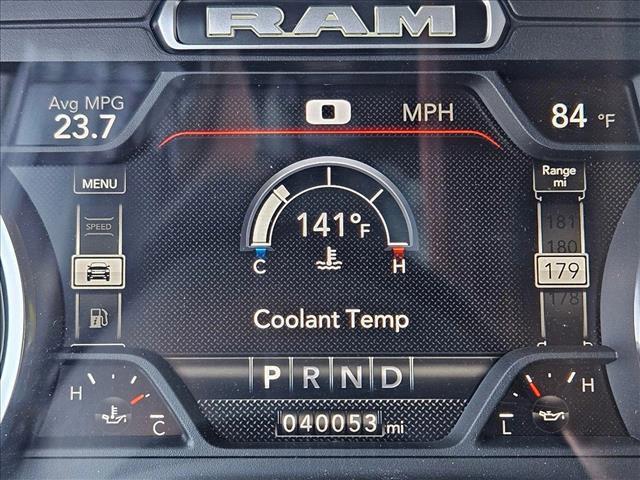 RAM
Avg MPG
23.7
0 MPH
84 °F
MENU
SPEED
Range
mi
181
180
179
178
141°F
C H
Coolant Temp
P R N D
H C
040053 mi
L H